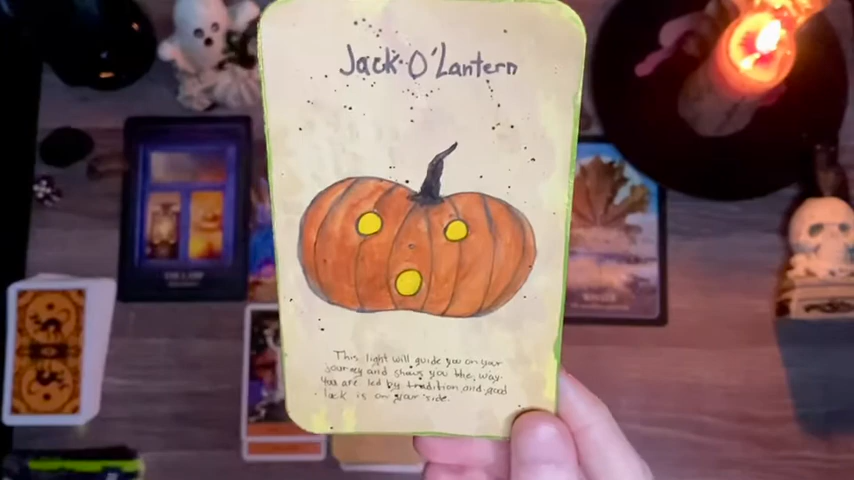 Jack-O'Lantern
This light will guide you on your
journey and shows you the way.
You are led by tradition and good
luck is on your side.